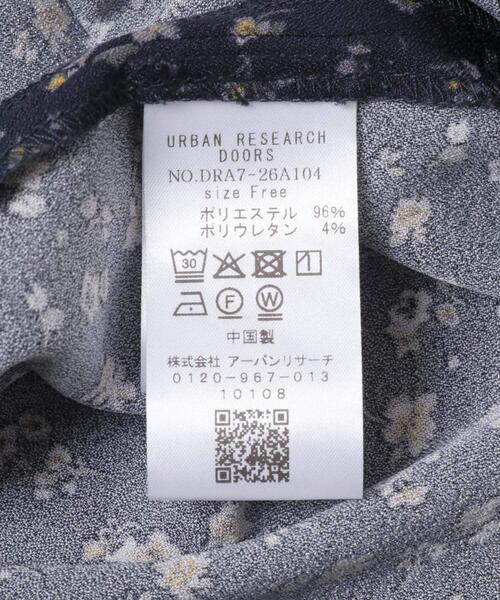 URBAN RESEARCH
DOORS
NO.DRA7-26A104
size Free
ポリエステル 96%
ポリウレタン 4%
30
F W
中国製
株式会社 アーバンリサーチ
0120-967-013
10108